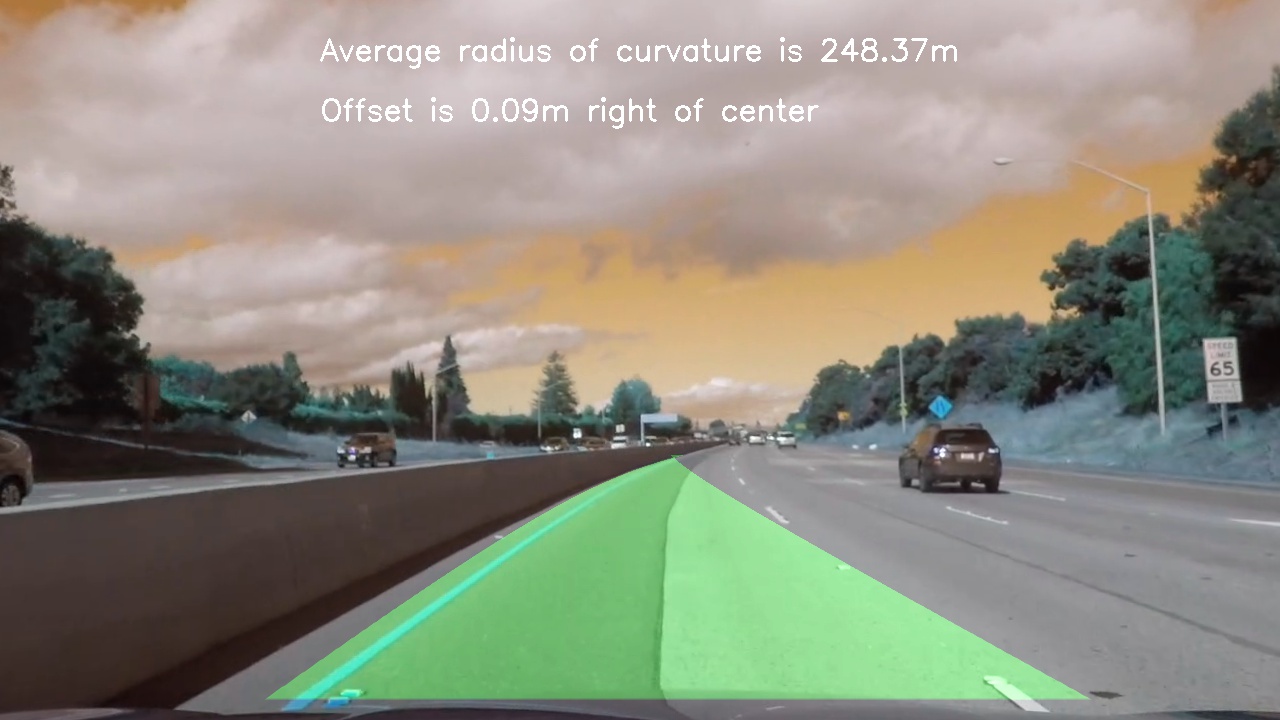 Average radius of curvature is 248.37m
Offset is 0.09m right of center
SPEED
LIMIT
65